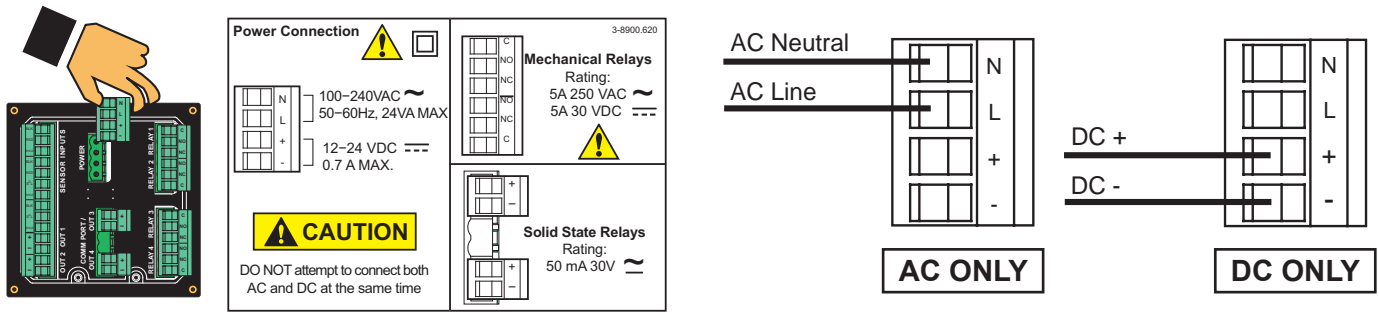 N
L
+
-
SENSOR INPUTS
POWER
RELAY 1
RELAY 2
OUT 1
OUT 2
COMM PORT /
OUT 3
OUT 4
RELAY 3
RELAY 4
Power Connection
N
L
+
-
100–240VAC ~
50–60Hz, 24VA MAX
12–24 VDC
0.7 A MAX.
CAUTION
DO NOT attempt to connect both
AC and DC at the same time
3-8900.620
C
NO
NC
NO
NC
C
Mechanical Relays
Rating:
5A 250 VAC ~
5A 30 VDC
+
–
+
–
Solid State Relays
Rating:
50 mA 30V
AC Neutral
AC Line
N
L
+
-
AC ONLY
DC +
DC -
N
L
+
-
DC ONLY